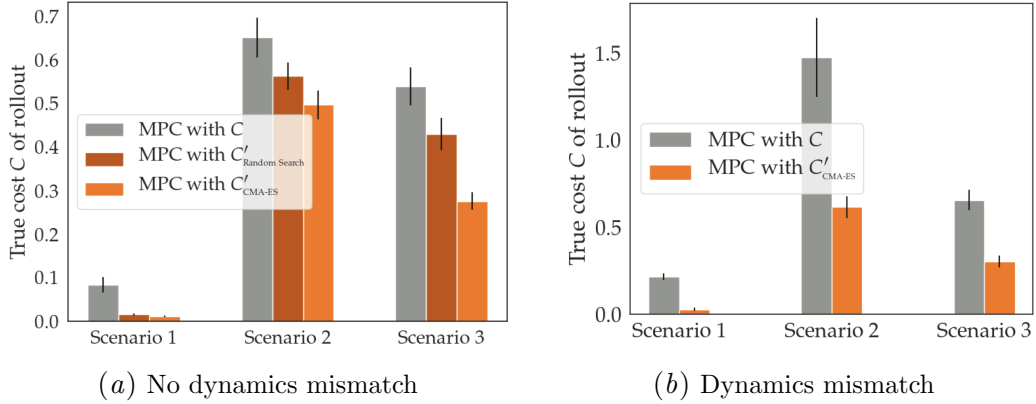 True cost C of rollout
0.7
0.6
0.5
0.4
0.3
0.2
0.1
0.0
MPC with C
MPC with C′Random Search
MPC with C′CMA-ES
Scenario 1
Scenario 2
Scenario 3
(a) No dynamics mismatch
True cost C of rollout
1.5
1.0
0.5
0.0
MPC with C
MPC with C′CMA-ES
Scenario 1
Scenario 2
Scenario 3
(b) Dynamics mismatch